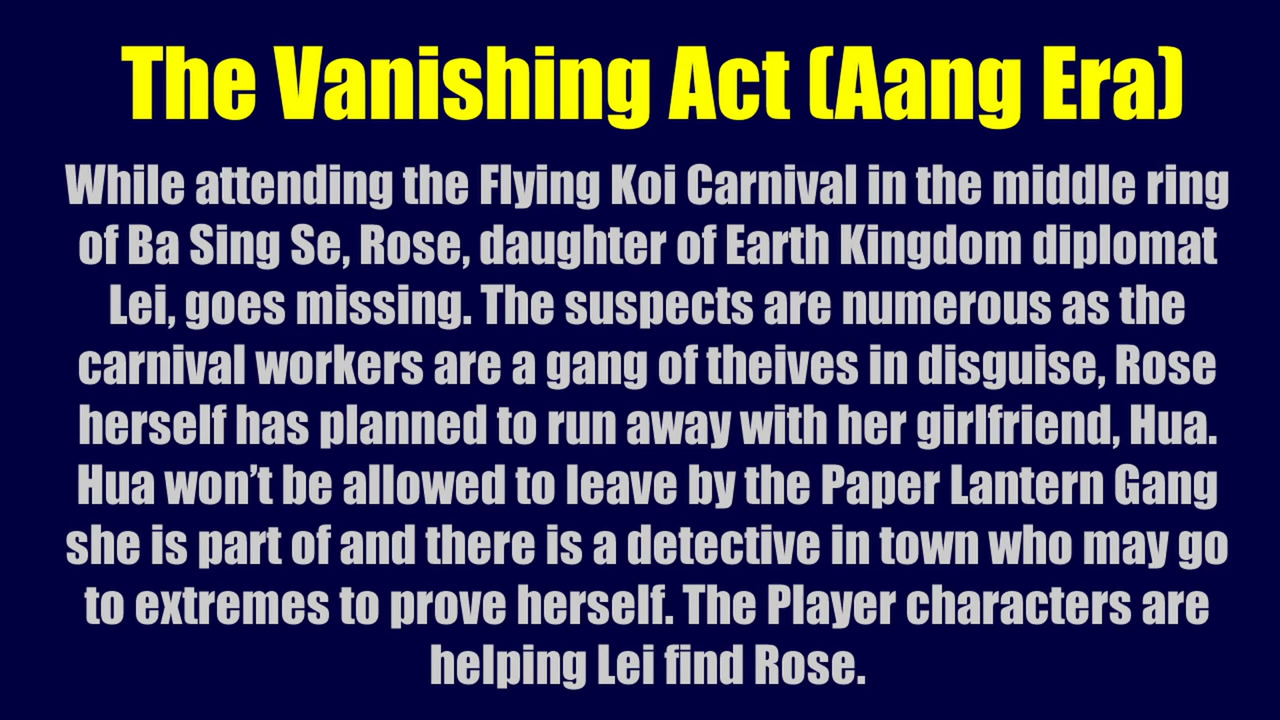 The Vanishing Act (Aang Era)
While attending the Flying Koi Carnival in the middle ring
of Ba Sing Se, Rose, daughter of Earth Kingdom diplomat
Lei, goes missing. The suspects are numerous as the
carnival workers are a gang of theives in disguise, Rose
herself has planned to run away with her girlfriend, Hua.
Hua won’t be allowed to leave by the Paper Lantern Gang
she is part of and there is a detective in town who may go
to extremes to prove herself. The Player characters are
helping Lei find Rose.